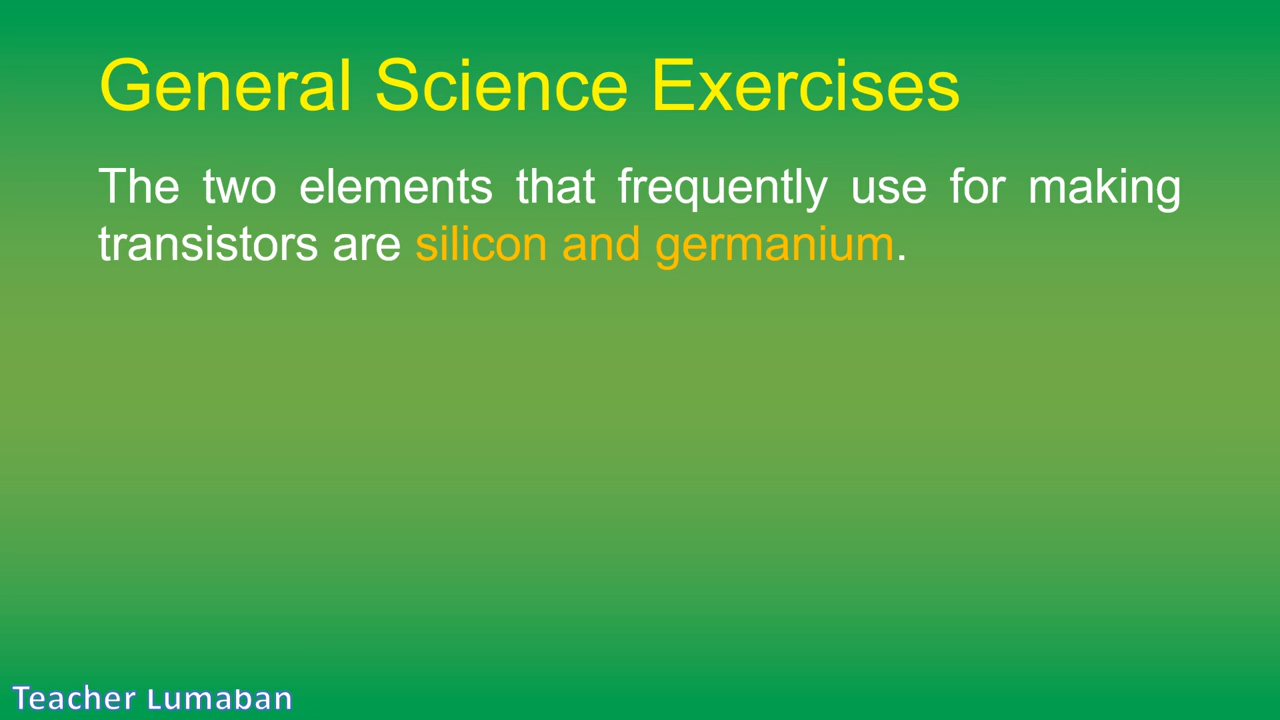 General Science Exercises
The two elements that frequently use for making
transistors are silicon and germanium.
Teacher Lumaban